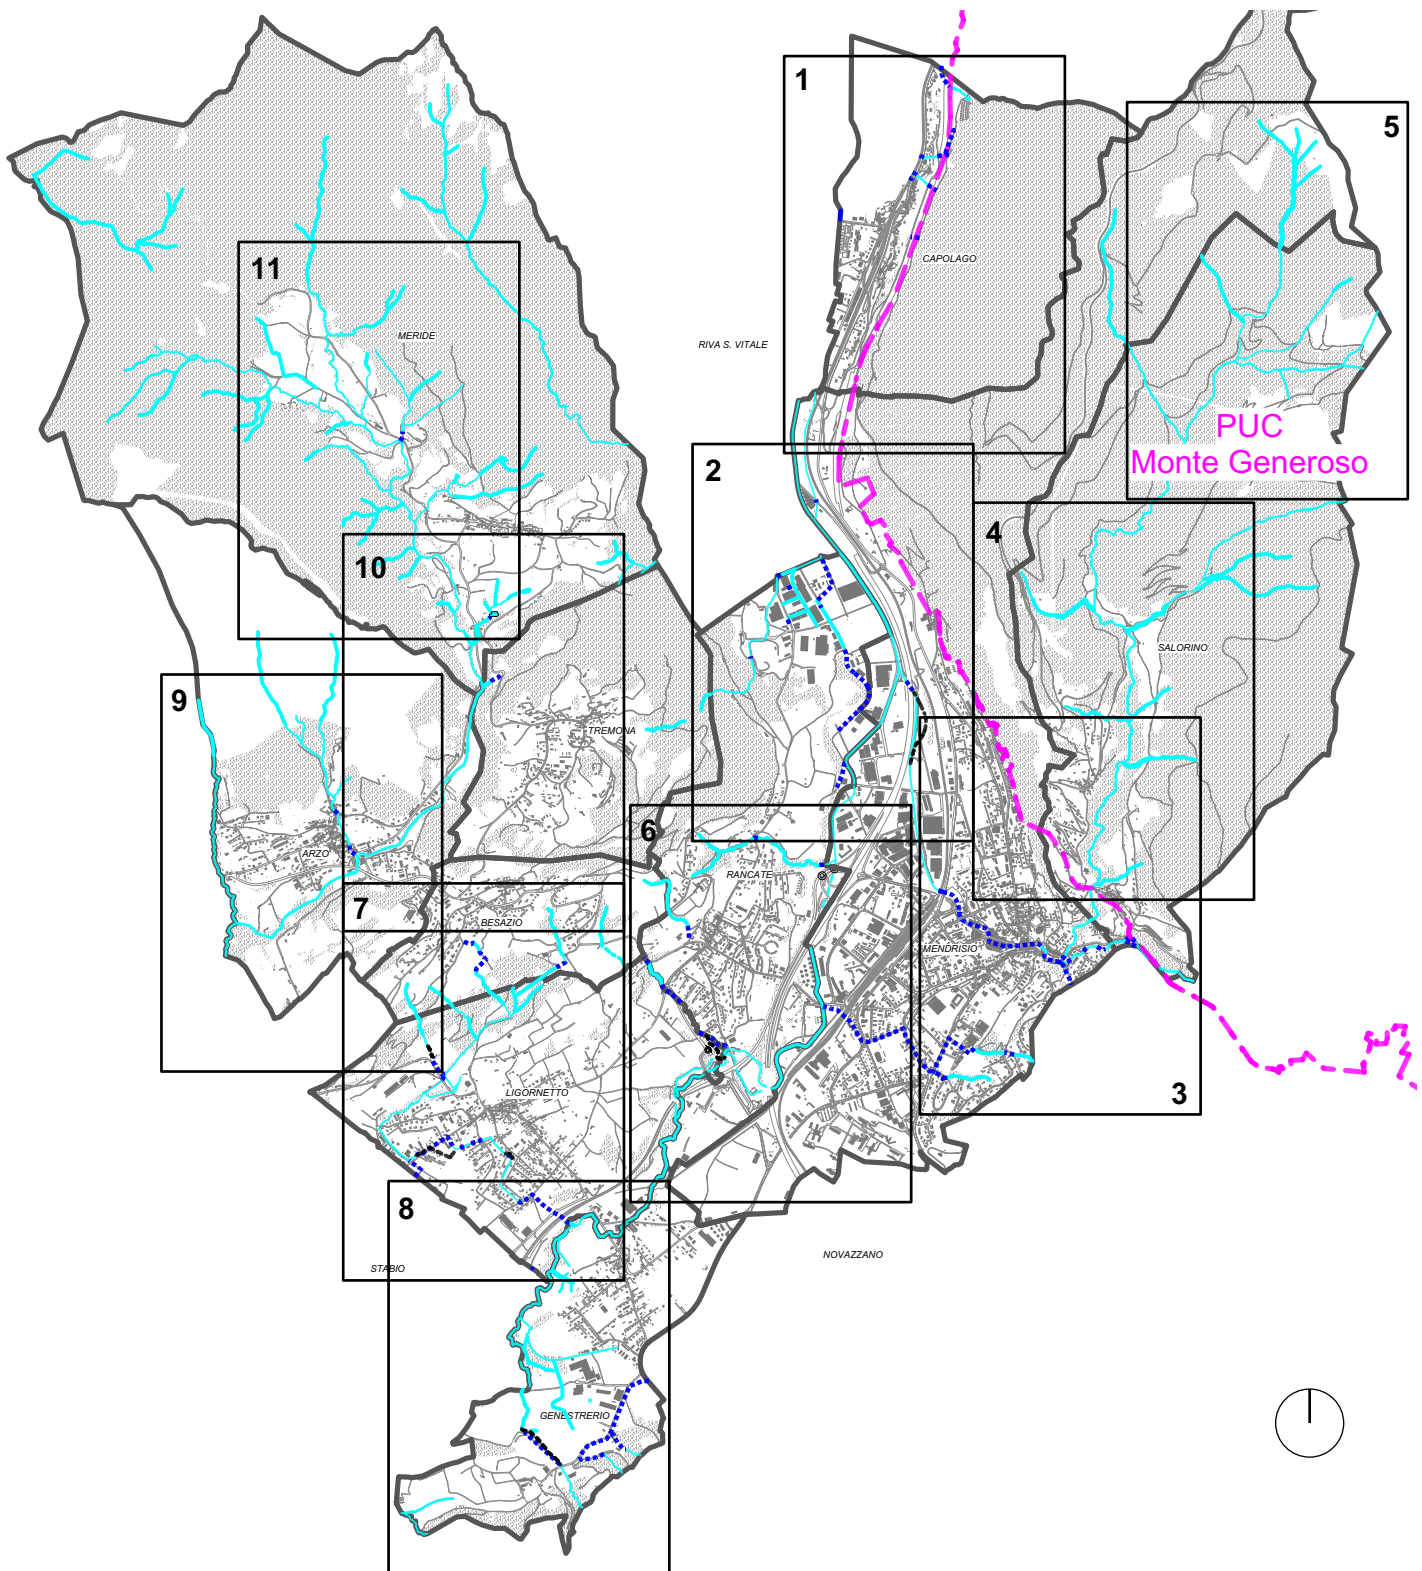 1
5
CAPOLAGO
11
MERIDE
RIVA S. VITALE
PUC
Monte Generoso
2
4
10
SALORINO
9
TREMONA
6
ARZO
RANCATE
7
BESAZIO
MENDRISIO
LIGORNETTO
3
8
NOVAZZANO
STABIO
GENESTRERIO